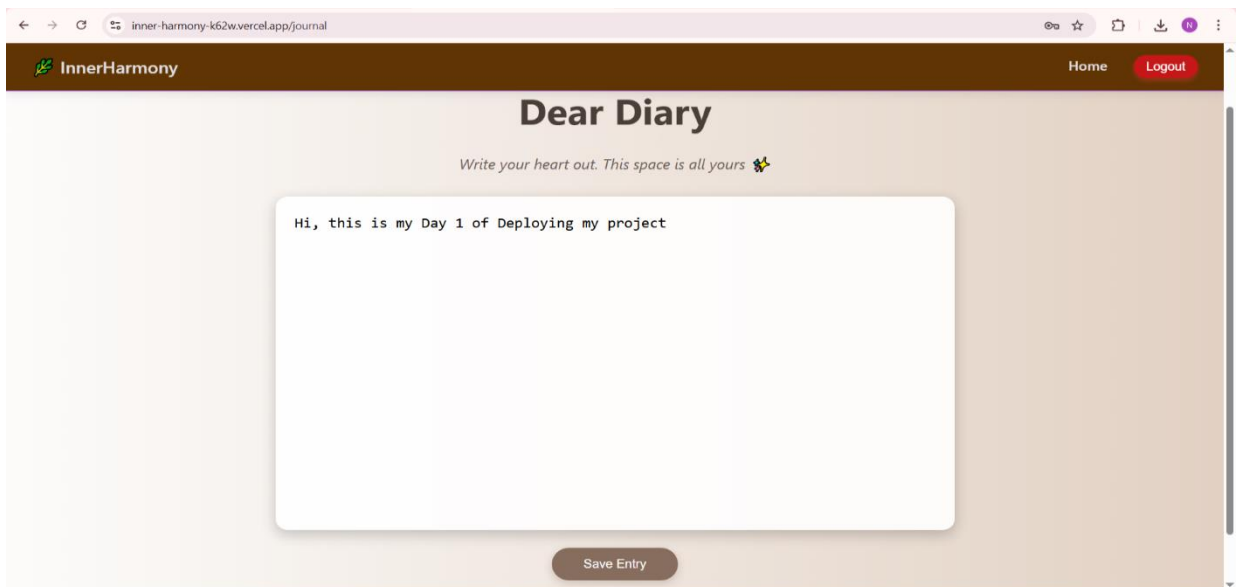 inner-harmony-k62w.vercel.app/journal
N
InnerHarmony
Home
Logout
Dear Diary
Write your heart out. This space is all yours ✨
Hi, this is my Day 1 of Deploying my project
Save Entry